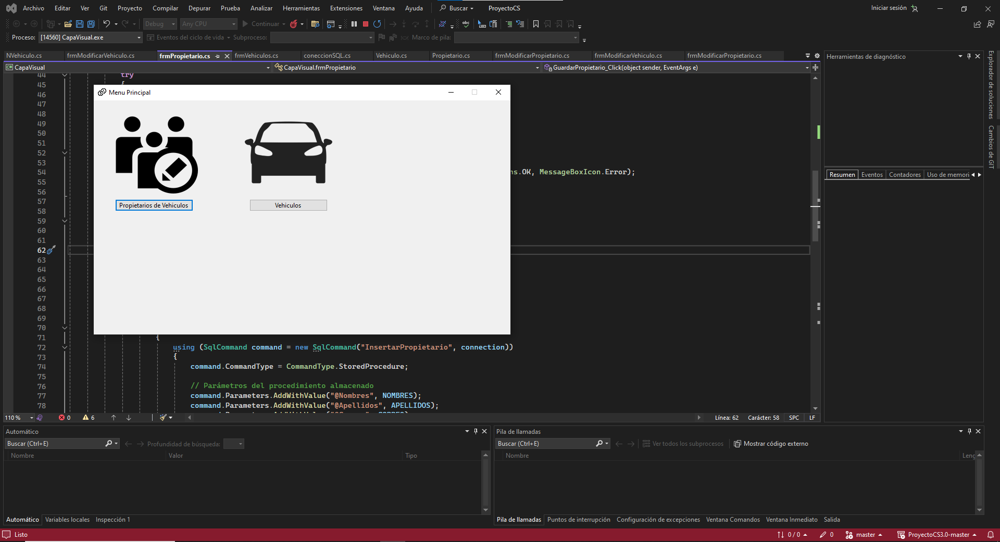 Archivo Editar Ver Git Proyecto Compilar Depurar Prueba Analizar Herramientas Extensiones Ventana Ayuda Buscar ProyectoCS Iniciar sesión
Debug Any CPU Continuar
Proceso: [14560] CapaVisual.exe Eventos del ciclo de vida Subproceso: Marco de pila:
NVehiculo.cs frmModificarVehiculo.cs frmPropietario.cs frmVehiculos.cs coneccionSQL.cs Vehiculo.cs Propietario.cs frmModificarPropietario.cs frmModificarVehiculo.cs frmModificarPropietario.cs
C# CapaVisual CapaVisual.frmPropietario GuardarPropietario_Click(object sender, EventArgs e)
44 try
45 {
46
47
48
49
50
51
52
53
54 ns.OK, MessageBoxIcon.Error);
55
56
57
58
59
60
61
62
63
64
65
66
67
68
69
70
71 {
72 using (SqlCommand command = new SqlCommand("InsertarPropietario", connection))
73 {
74 command.CommandType = CommandType.StoredProcedure;
75
76 // Parámetros del procedimiento almacenado
77 command.Parameters.AddWithValue("@Nombres", NOMBRES);
78 command.Parameters.AddWithValue("@Apellidos", APELLIDOS);
Menu Principal
Propietarios de Vehiculos Vehiculos
110 % 0 6 Línea: 62 Carácter: 58 SPC LF
Herramientas de diagnóstico
Resumen Eventos Contadores Uso de memori
Explorador de soluciones
Cambios de GIT
Automático
Buscar (Ctrl+E) Profundidad de búsqueda:
Nombre Valor Tipo
Automático Variables locales Inspección 1
Pila de llamadas
Buscar (Ctrl+E) Ver todos los subprocesos Mostrar código externo
Nombre Leng
Pila de llamadas Puntos de interrupción Configuración de excepciones Ventana Comandos Ventana Inmediato Salida
Listo 0 / 0 0 master ProyectoCS3.0-master